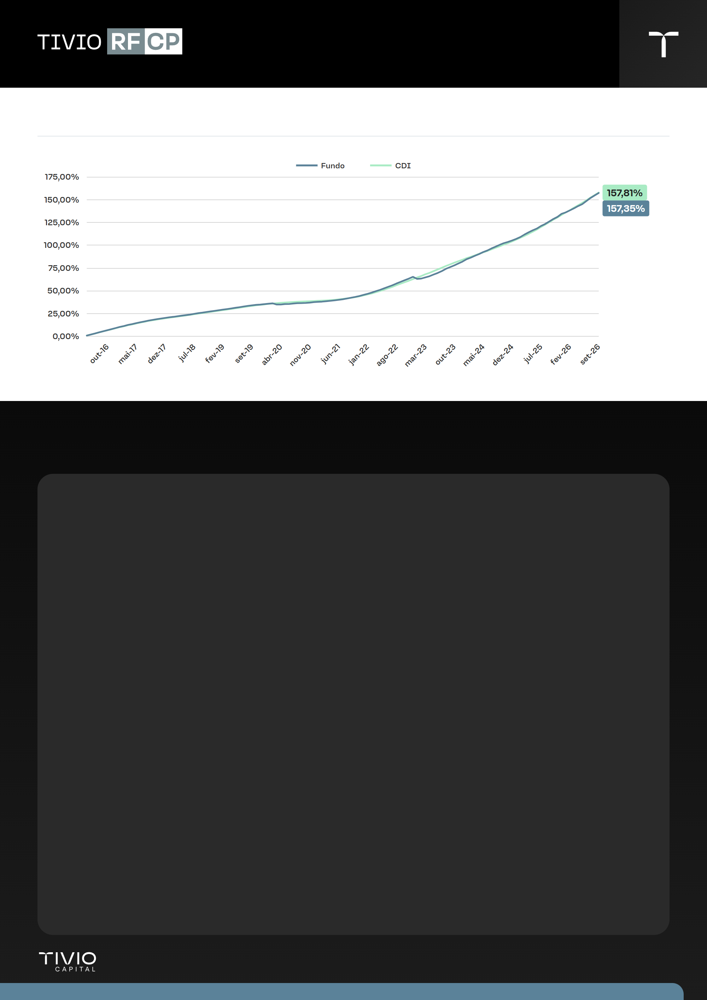 TIVIO RF CP
Fundo CDI
175,00%
150,00%
125,00%
100,00%
75,00%
50,00%
25,00%
0,00%
157,81%
157,35%
out-16 mai-17 dez-17 jul-18 fev-19 set-19 abr-20 nov-20 jun-21 jan-22 ago-22 mar-23 out-23 mai-24 dez-24 jul-25 fev-26 set-26
TIVIO
CAPITAL